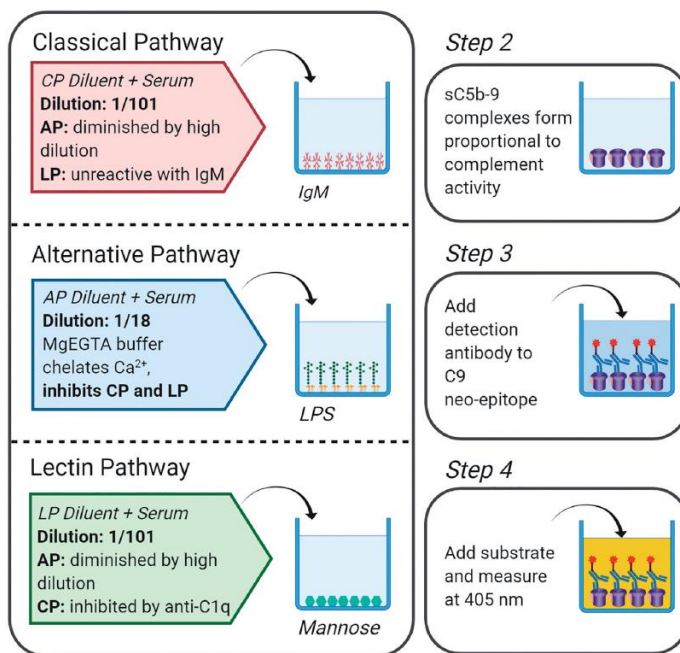 Classical Pathway
CP Diluent + Serum
Dilution: 1/101
AP: diminished by high
dilution
LP: unreactive with IgM
IgM
Alternative Pathway
AP Diluent + Serum
Dilution: 1/18
MgEGTA buffer
chelates Ca²⁺,
inhibits CP and LP
LPS
Lectin Pathway
LP Diluent + Serum
Dilution: 1/101
AP: diminished by high
dilution
CP: inhibited by anti-C1q
Mannose
Step 2
sC5b-9
complexes form
proportional to
complement
activity
Step 3
Add
detection
antibody to
C9
neo-epitope
Step 4
Add substrate
and measure
at 405 nm